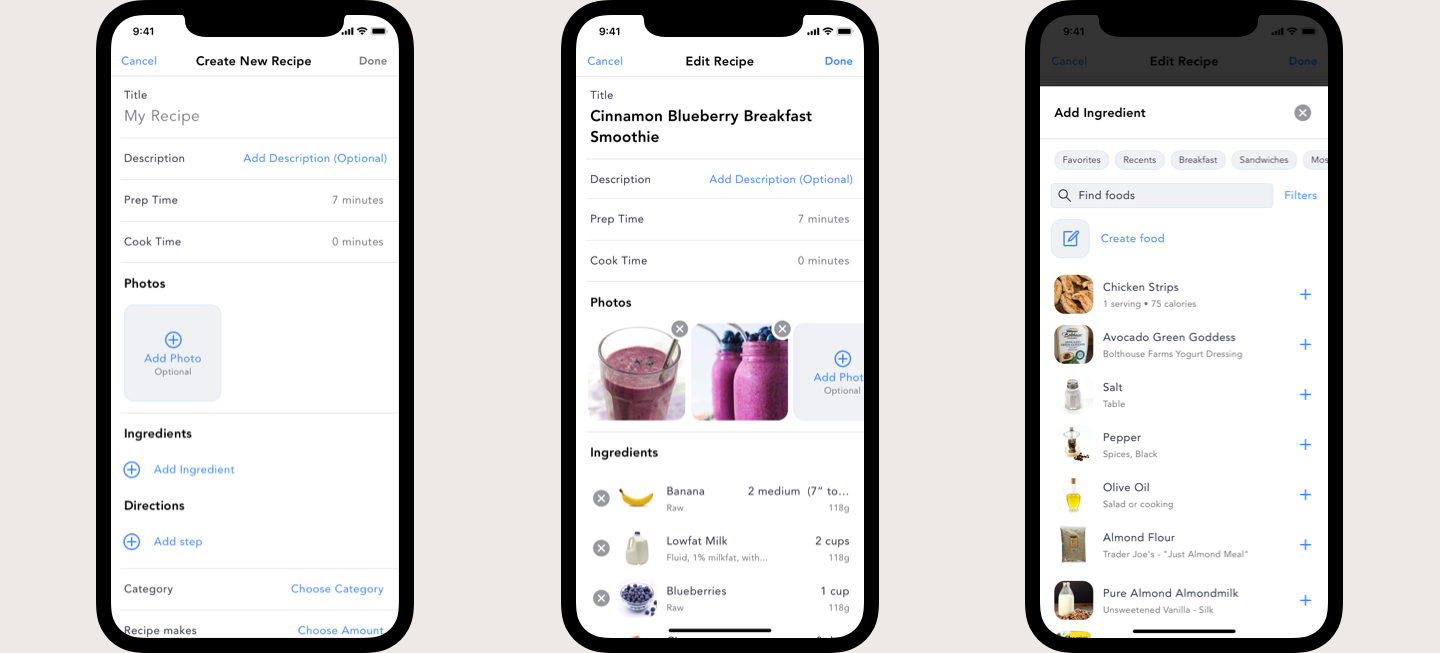 9:41
Cancel Create New Recipe Done
Title
My Recipe
Description Add Description (Optional)
Prep Time 7 minutes
Cook Time 0 minutes
Photos
Add Photo
Optional
Ingredients
Add Ingredient
Directions
Add step
Category Choose Category
Recipe makes Choose Amount
9:41
Cancel Edit Recipe Done
Title
Cinnamon Blueberry Breakfast
Smoothie
Description Add Description (Optional)
Prep Time 7 minutes
Cook Time 0 minutes
Photos
Add Phot
Optional
Ingredients
Banana 2 medium (7” to...
Raw 118g
Lowfat Milk 2 cups
Fluid, 1% milkfat, with... 118g
Blueberries 1 cup
Raw 118g
9:41
Cancel Edit Recipe Done
Add Ingredient
Favorites Recents Breakfast Sandwiches Mos
Find foods Filters
Create food
Chicken Strips
1 serving • 75 calories
Avocado Green Goddess
Bolthouse Farms Yogurt Dressing
Salt
Table
Pepper
Spices, Black
Olive Oil
Salad or cooking
Almond Flour
Trader Joe's - "Just Almond Meal"
Pure Almond Almondmilk
Unsweetened Vanilla - Silk